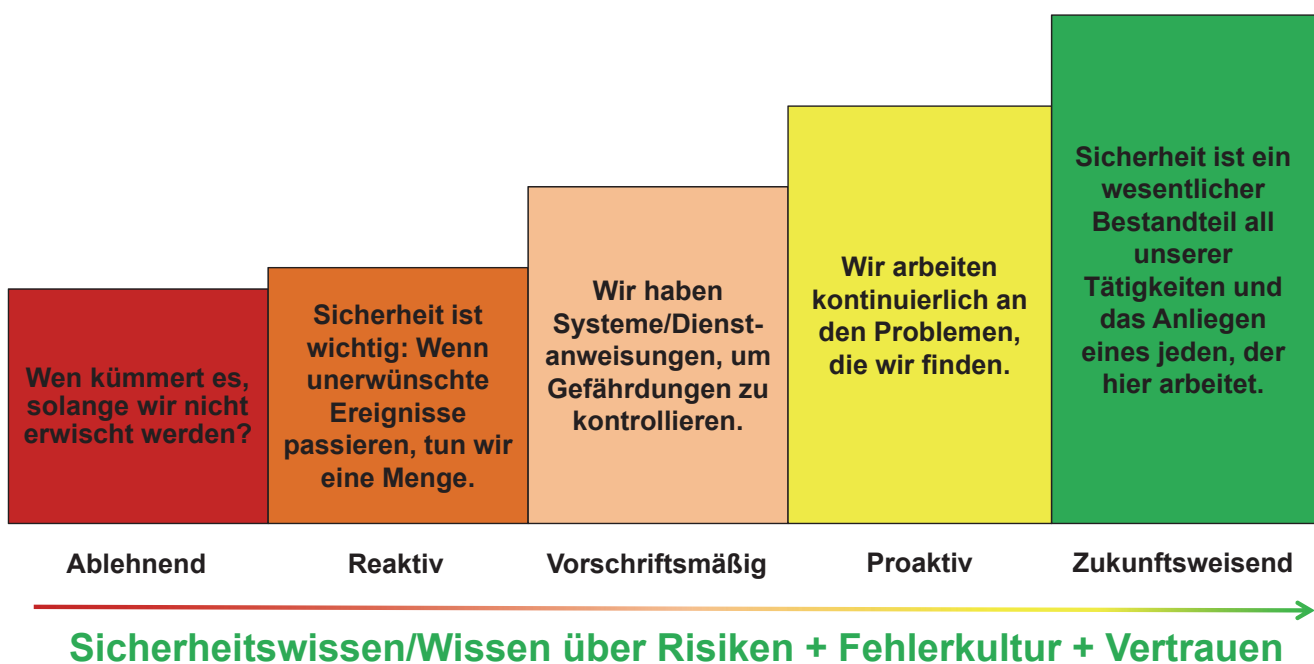 Wen kümmert es,
solange wir nicht
erwischt werden?
Sicherheit ist
wichtig: Wenn
unerwünschte
Ereignisse
passieren, tun wir
eine Menge.
Wir haben
Systeme/Dienst-
anweisungen, um
Gefährdungen zu
kontrollieren.
Wir arbeiten
kontinuierlich an
den Problemen,
die wir finden.
Sicherheit ist ein
wesentlicher
Bestandteil all
unserer
Tätigkeiten und
das Anliegen
eines jeden, der
hier arbeitet.
Ablehnend
Reaktiv
Vorschriftsmäßig
Proaktiv
Zukunftsweisend
Sicherheitswissen/Wissen über Risiken + Fehlerkultur + Vertrauen